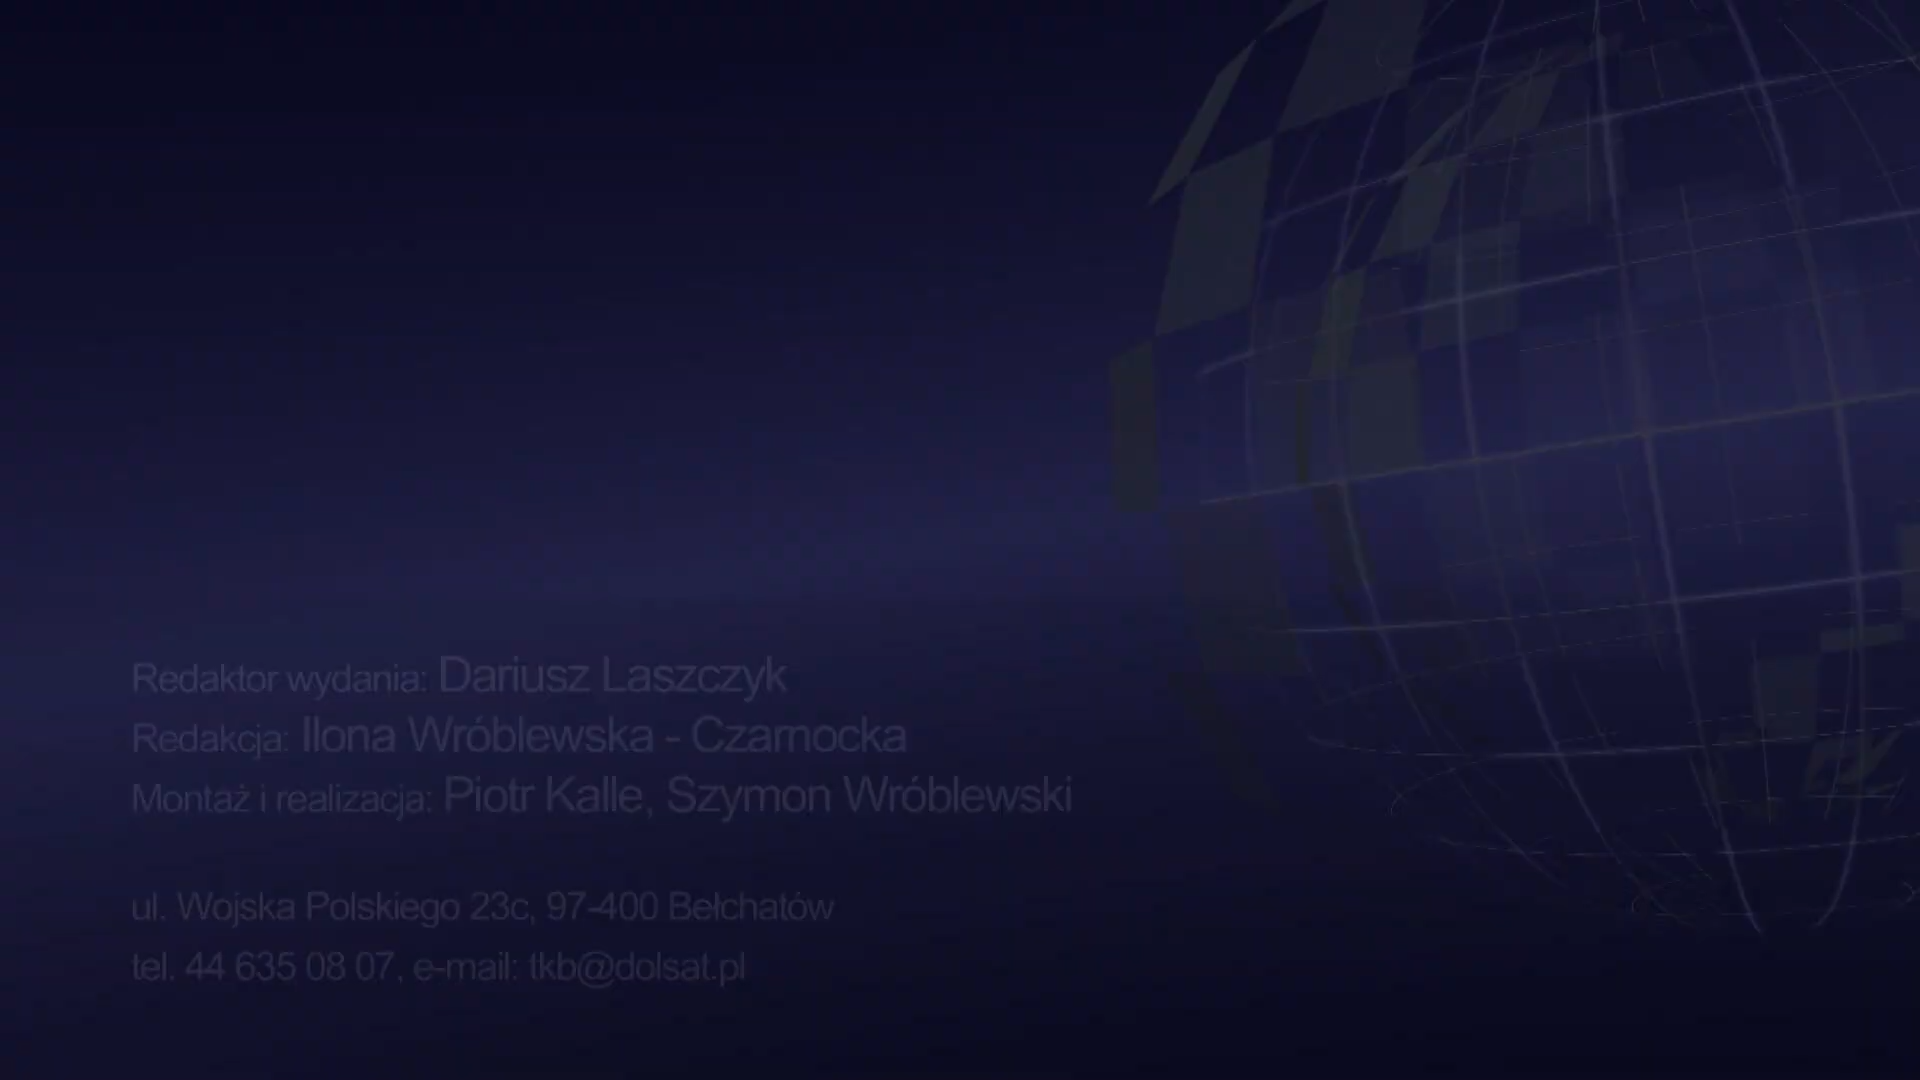 Redaktor wydania: Dariusz Laszczyk
Redakcja: Ilona Wróblewska - Czarnocka
Montaż i realizacja: Piotr Kalle, Szymon Wróblewski
ul. Wojska Polskiego 23c, 97-400 Bełchatów
tel. 44 635 08 07, e-mail: tkb@dolsat.pl